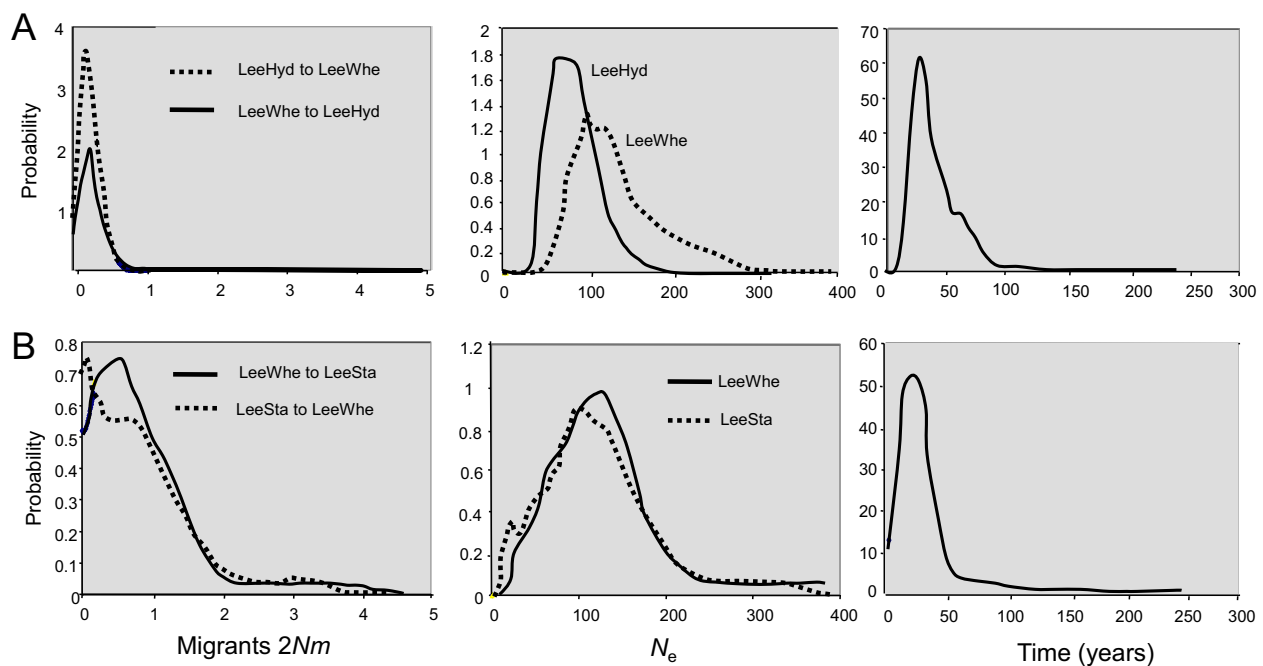 A
Probability
4
3
2
1
0 1 2 3 4 5
LeeHyd to LeeWhe
LeeWhe to LeeHyd
2
1.8
1.6
1.4
1.2
1
0.8
0.6
0.4
0.2
0
0 100 200 300 400
LeeHyd
LeeWhe
70
60
50
40
30
20
10
0
0 50 100 150 200 250 300
B
Probability
0.8
0.7
0.6
0.5
0.4
0.3
0.2
0.1
0
0 1 2 3 4 5
LeeWhe to LeeSta
LeeSta to LeeWhe
Migrants 2Nm
1.2
1
0.8
0.6
0.4
0.2
0
0 100 200 300 400
LeeWhe
LeeSta
Ne
60
50
40
30
20
10
0
0 50 100 150 200 250 300
Time (years)